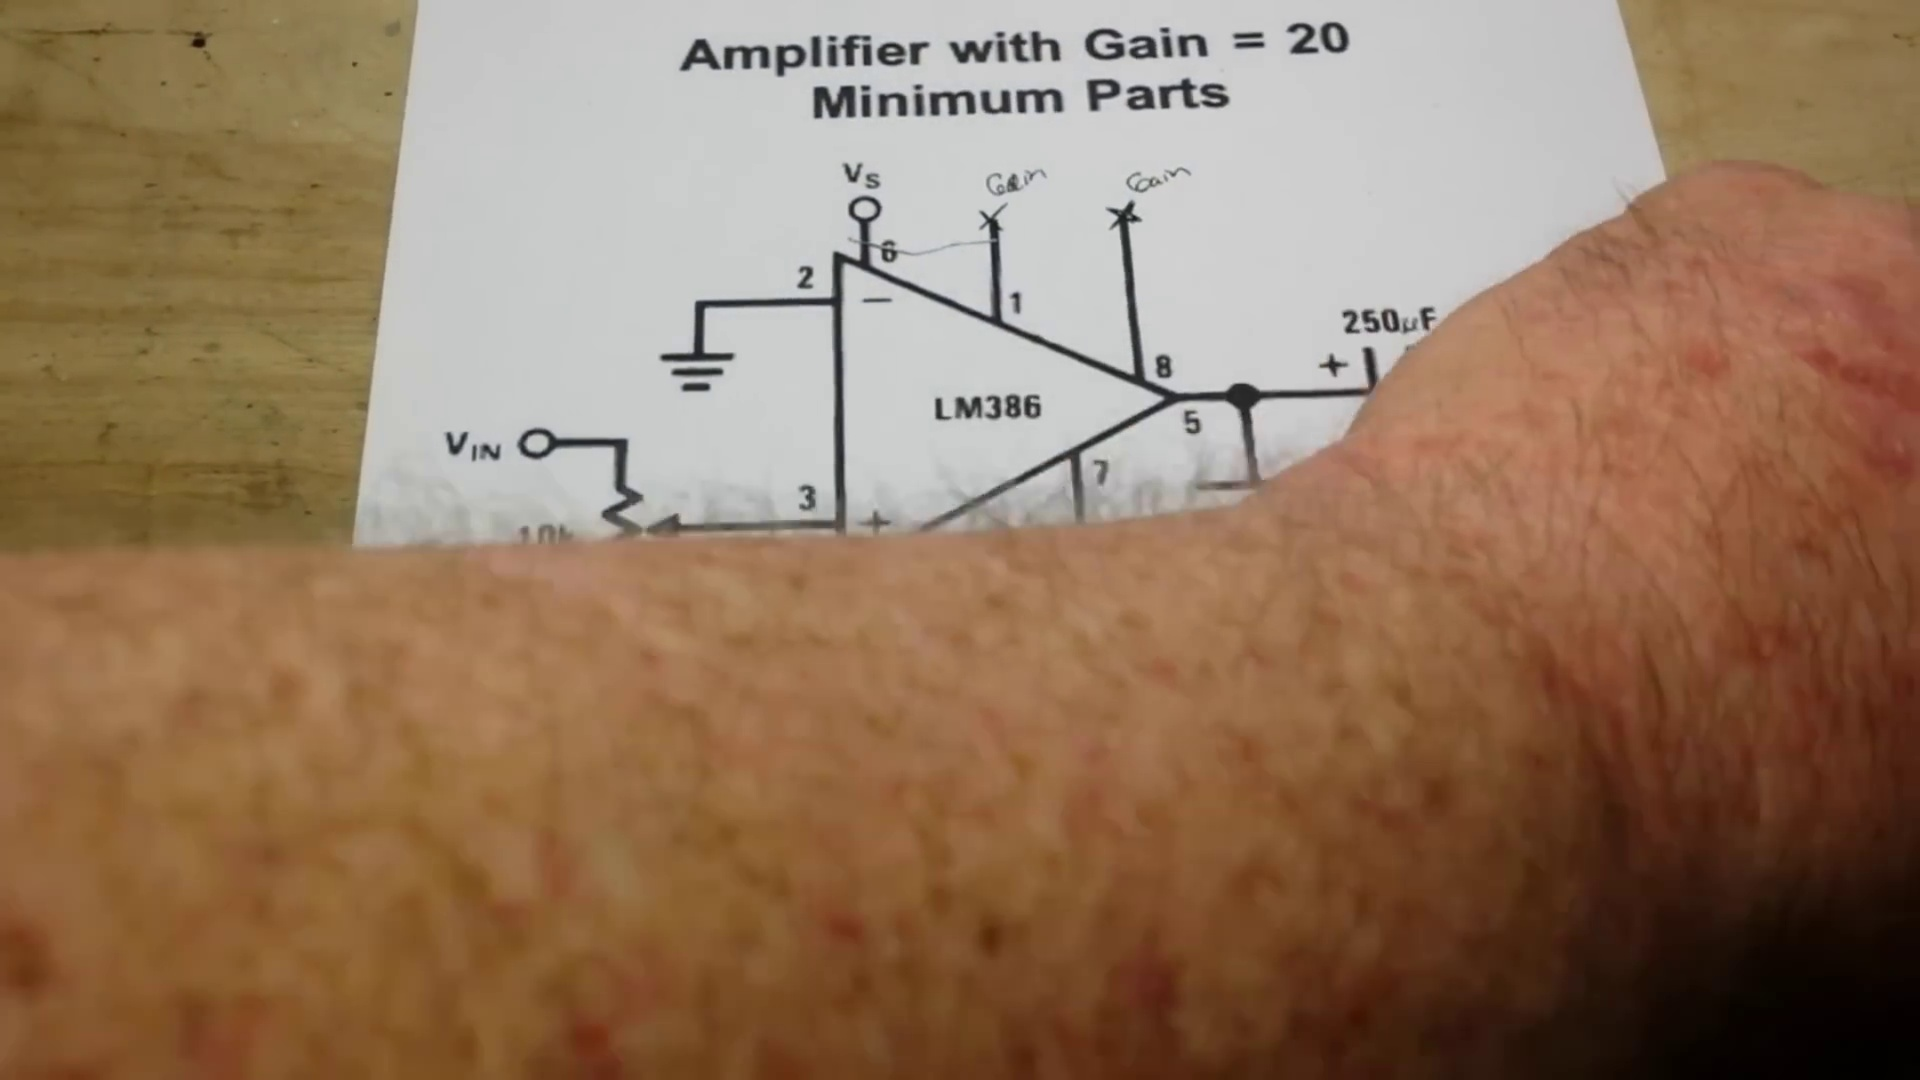 Amplifier with Gain = 20
Minimum Parts
VS
Gain
Gain
6
2
1
250μF
8
+
LM386
5
VIN
7
3
+